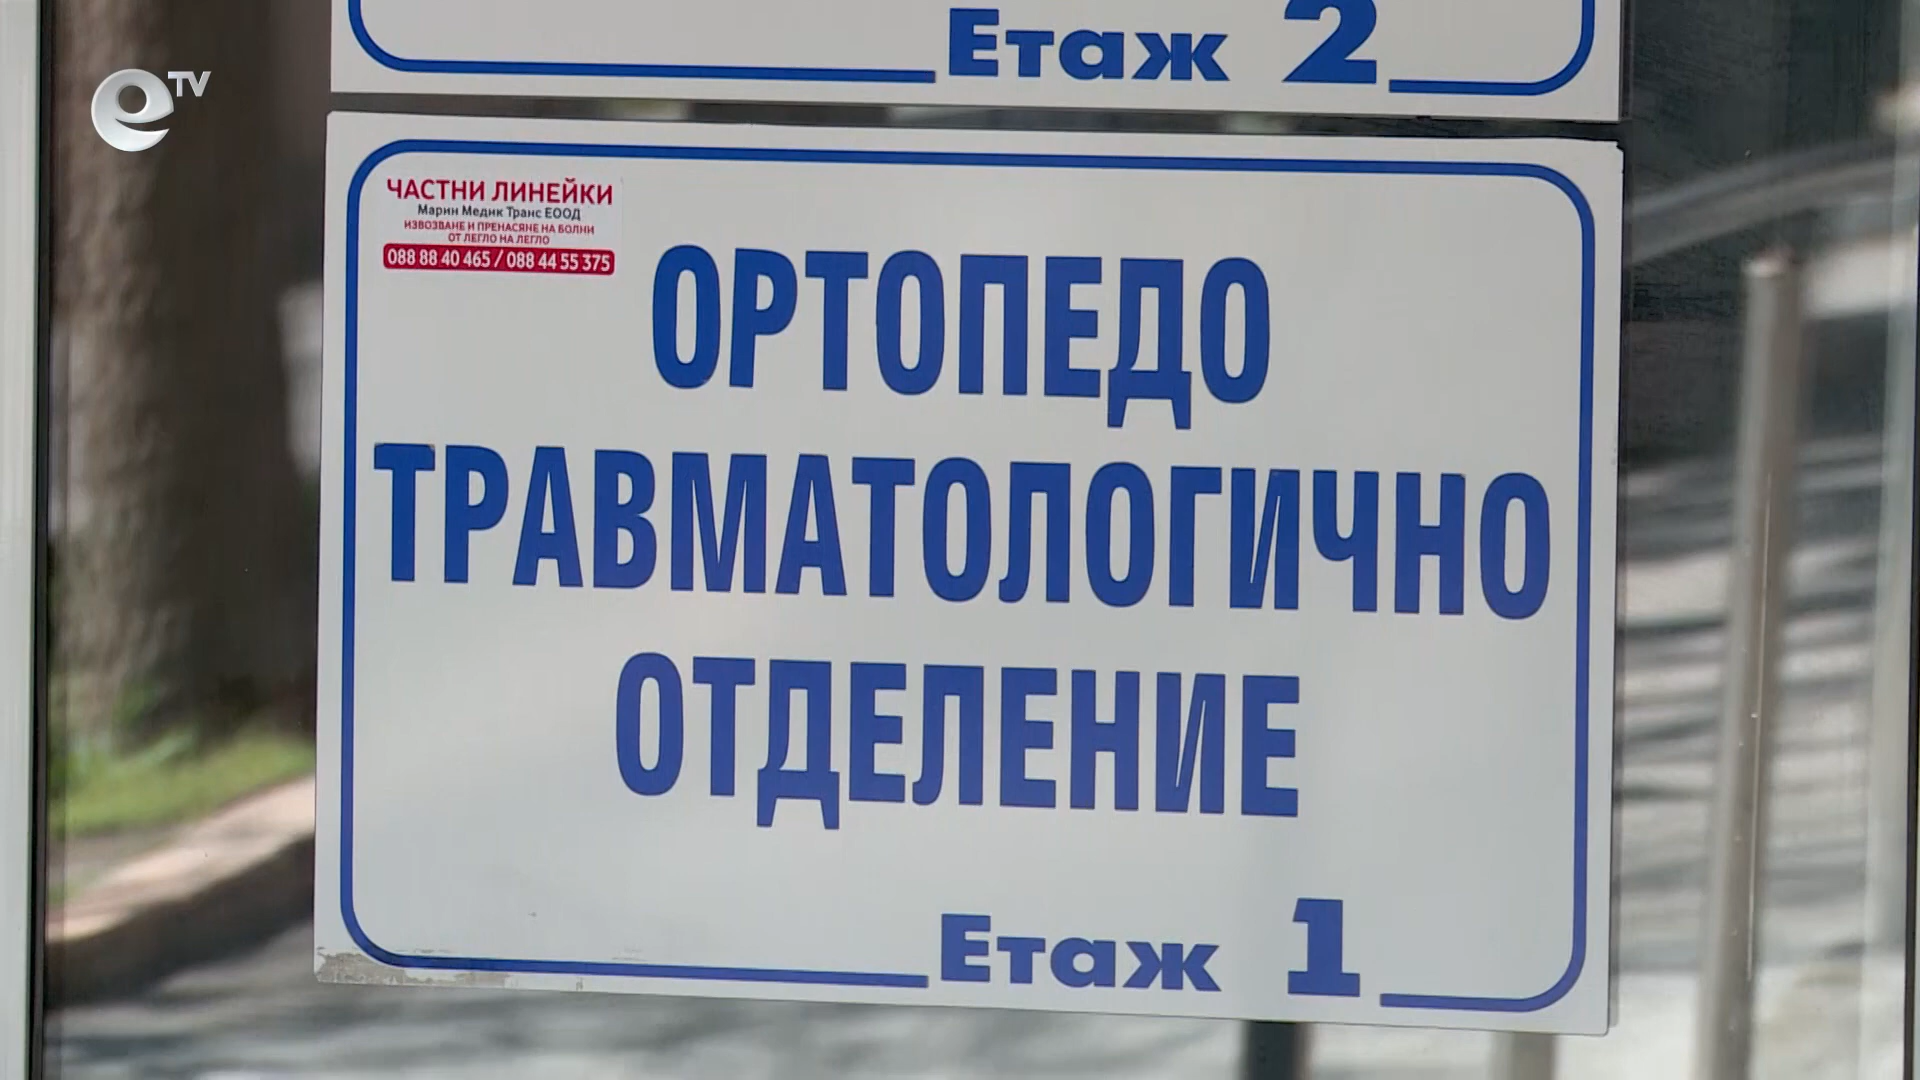 Етаж 2
eTV
ЧАСТНИ ЛИНЕЙКИ
Марин Медик Транс ЕООД
ИЗВОЗВАНЕ И ПРЕНАСЯНЕ НА БОЛНИ
ОТ ЛЕГЛО НА ЛЕГЛО
088 88 40 465 / 088 44 55 375
ОРТОПЕДО
ТРАВМАТОЛОГИЧНО
ОТДЕЛЕНИЕ
Етаж 1